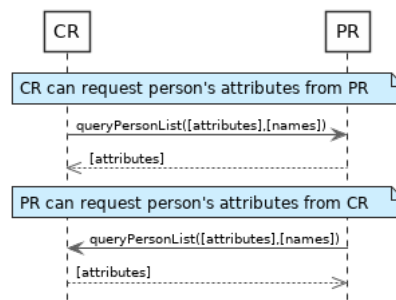 CR PR
CR can request person's attributes from PR
queryPersonList([attributes],[names])
[attributes]
PR can request person's attributes from CR
queryPersonList([attributes],[names])
[attributes]